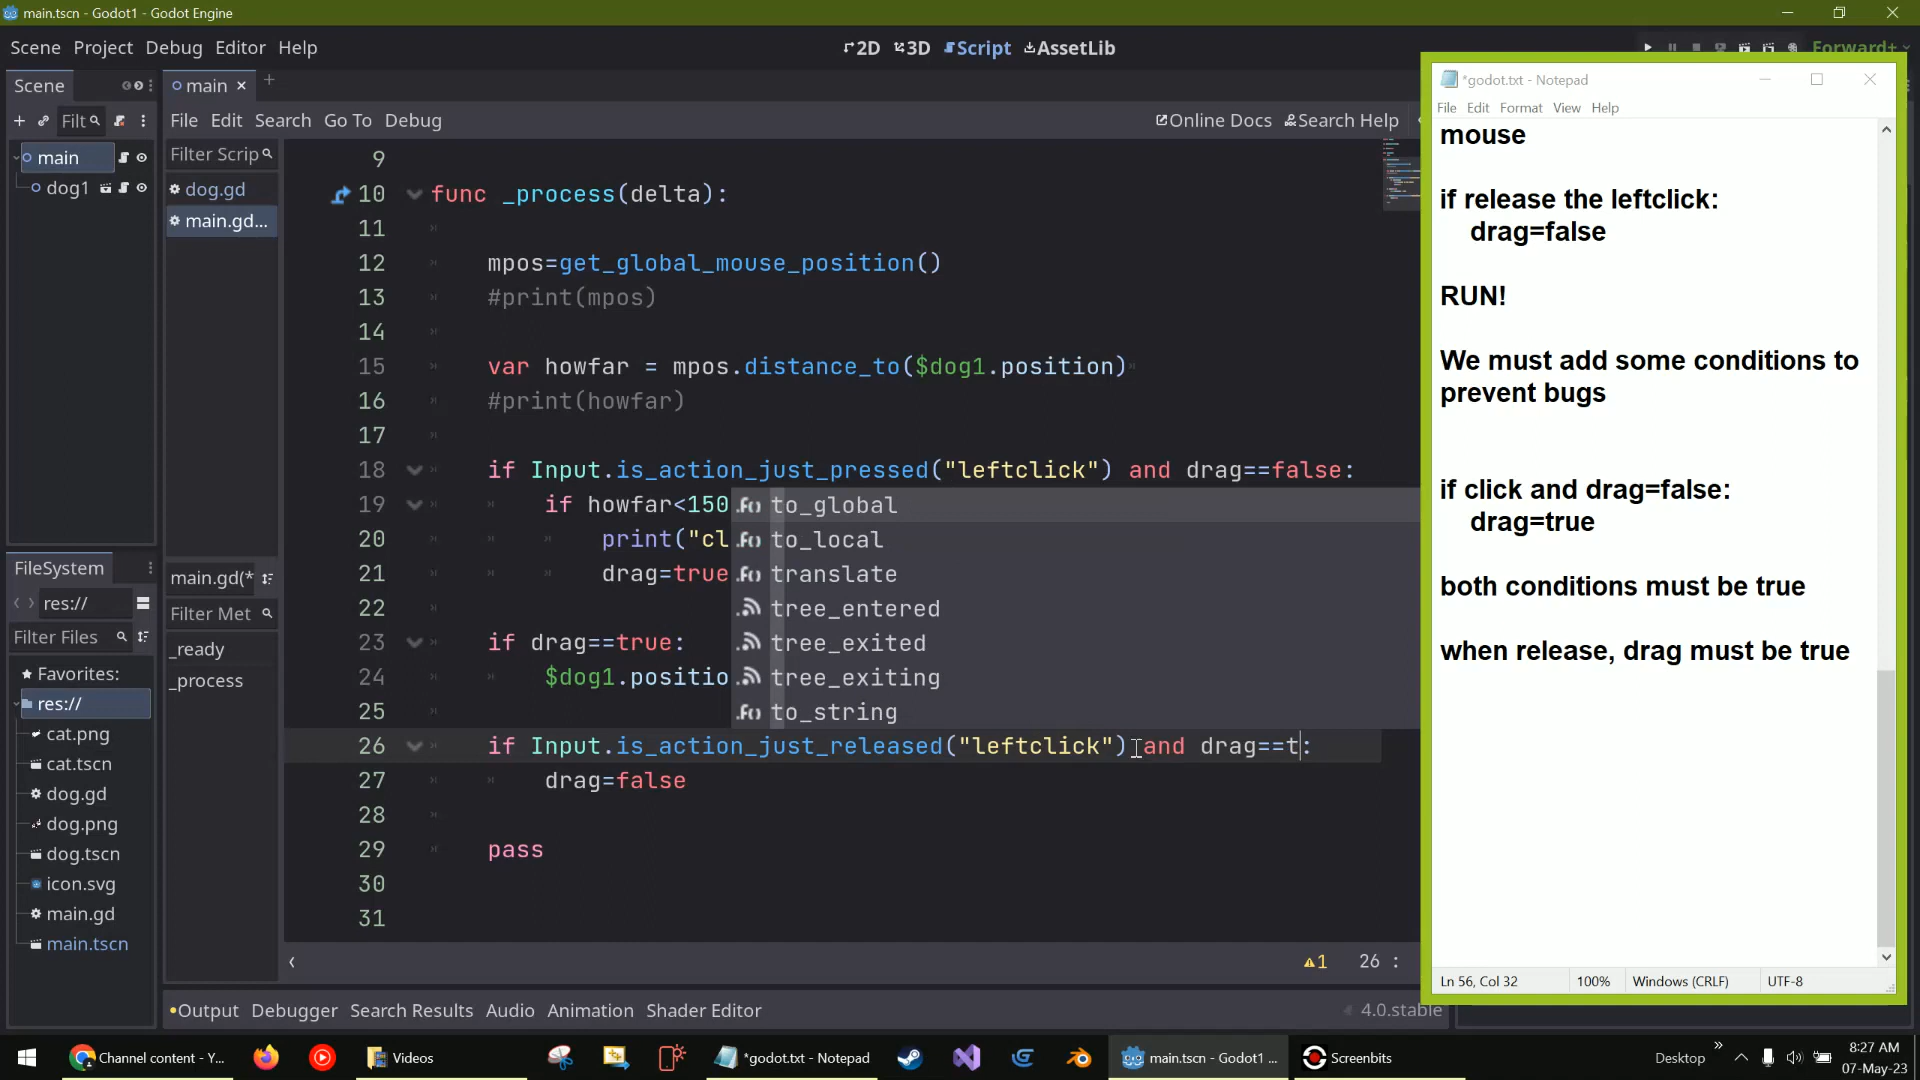 main.tscn - Godot1 - Godot Engine
Scene Project Debug Editor Help
2D 3D Script AssetLib
Forward+
Scene
main
Filt
main
dog1
File Edit Search Go To Debug
Online Docs Search Help
Filter Scrip
dog.gd
main.gd...
main.gd(*
Filter Met
_ready
_process
9
10 func _process(delta):
11
12 mpos=get_global_mouse_position()
13 #print(mpos)
14
15 var howfar = mpos.distance_to($dog1.position)
16 #print(howfar)
17
18 if Input.is_action_just_pressed("leftclick") and drag==false:
19 if howfar<150
20 print("cl
21 drag=true
22
23 if drag==true:
24 $dog1.positio
25
26 if Input.is_action_just_released("leftclick") and drag==t:
27 drag=false
28
29 pass
30
31
to_global
to_local
translate
tree_entered
tree_exited
tree_exiting
to_string
1 26 :
FileSystem
res://
Filter Files
Favorites:
res://
cat.png
cat.tscn
dog.gd
dog.png
dog.tscn
icon.svg
main.gd
main.tscn
Output Debugger Search Results Audio Animation Shader Editor
4.0.stable
*godot.txt - Notepad
File Edit Format View Help
mouse
if release the leftclick:
drag=false
RUN!
We must add some conditions to
prevent bugs
if click and drag=false:
drag=true
both conditions must be true
when release, drag must be true
Ln 56, Col 32 100% Windows (CRLF) UTF-8
Channel content - Y...
Videos
*godot.txt - Notepad
main.tscn - Godot1 ...
Screenbits
Desktop
8:27 AM
07-May-23